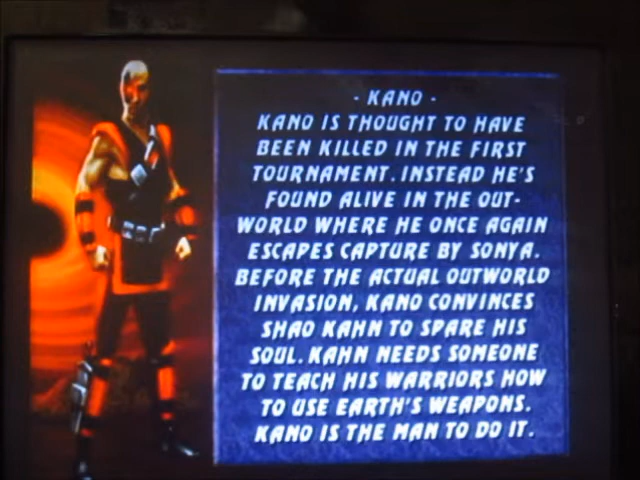 - KANO -
KANO IS THOUGHT TO HAVE
BEEN KILLED IN THE FIRST
TOURNAMENT. INSTEAD HE'S
FOUND ALIVE IN THE OUT-
WORLD WHERE HE ONCE AGAIN
ESCAPES CAPTURE BY SONYA.
BEFORE THE ACTUAL OUTWORLD
INVASION, KANO CONVINCES
SHAO KAHN TO SPARE HIS
SOUL. KAHN NEEDS SOMEONE
TO TEACH HIS WARRIORS HOW
TO USE EARTH'S WEAPONS.
KANO IS THE MAN TO DO IT.